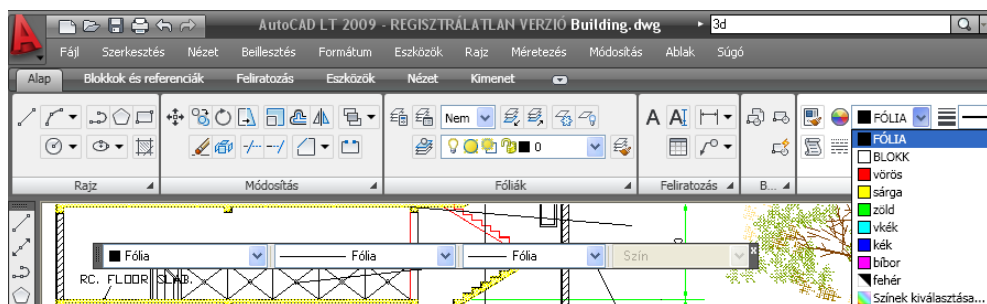 AutoCAD LT 2009 - REGISZTRÁLATLAN VERZIÓ Building.dwg 3d
Fájl Szerkesztés Nézet Beillesztés Formátum Eszközök Rajz Méretezés Módosítás Ablak Súgó
Alap Blokkok és referenciák Feliratozás Eszközök Nézet Kimenet
Nem A AI FÓLIA
0
Rajz Módosítás Fóliák Feliratozás B...
FÓLIA
BLOKK
vörös
sárga
zöld
vkék
kék
bíbor
fehér
Színek kiválasztása...
Fólia Fólia Fólia Szín
RC. FLOOR SLAB.